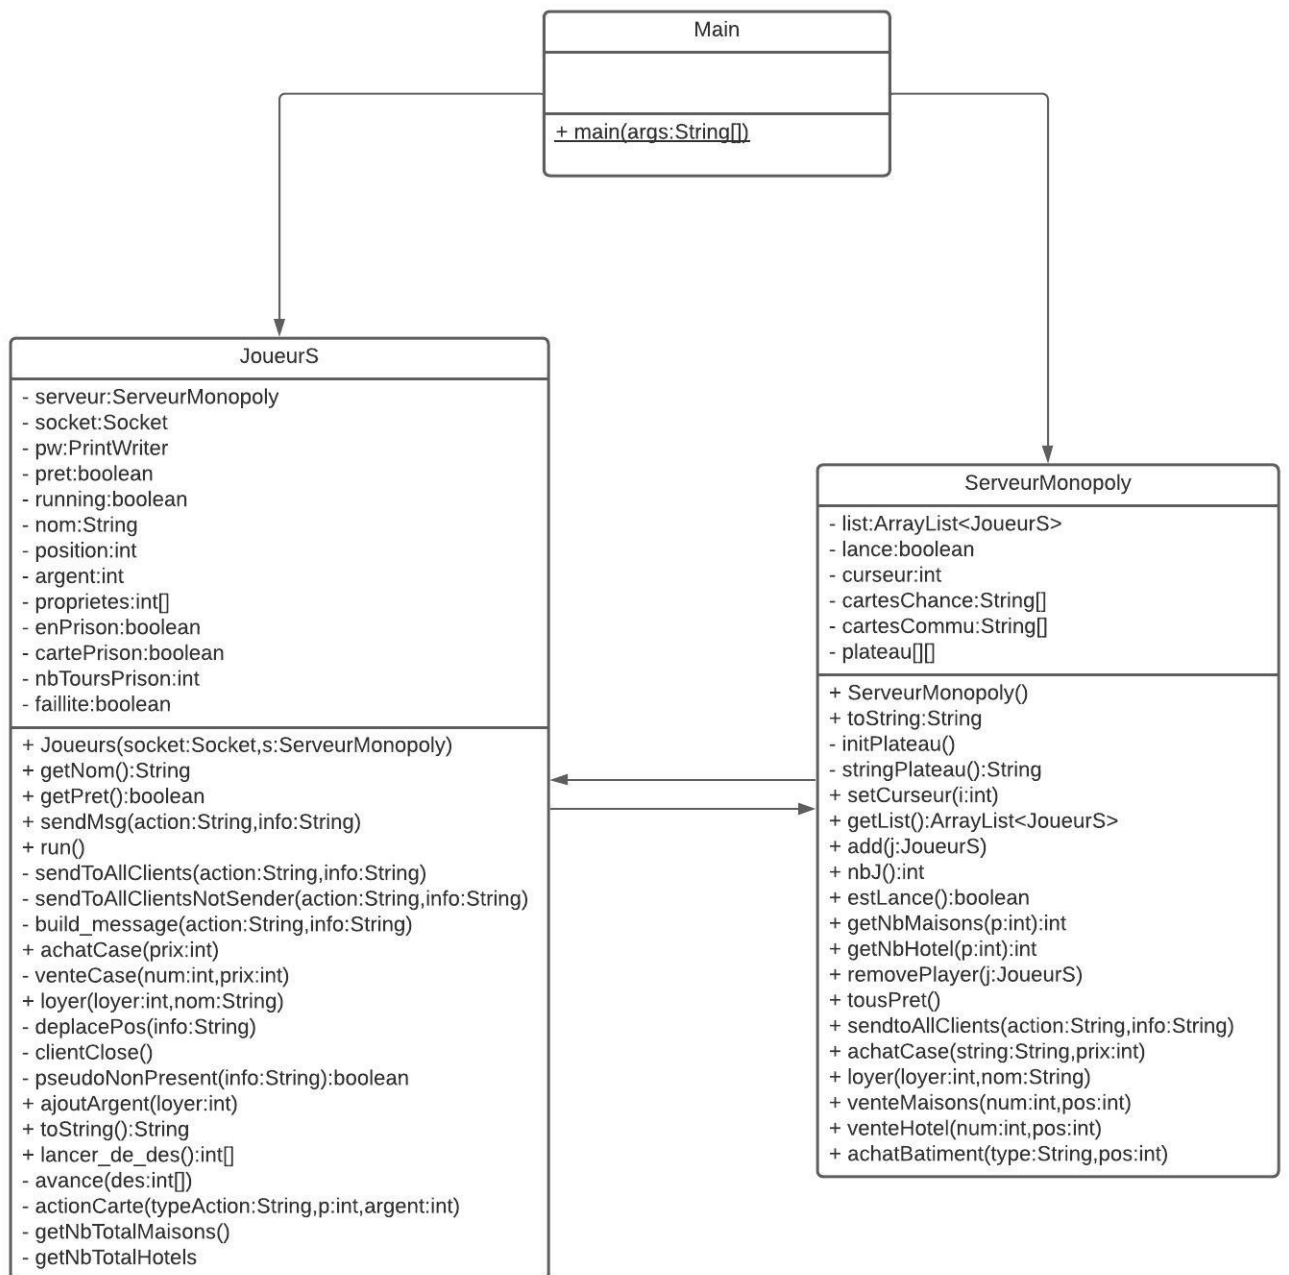 Main
+ main(args:String[])
JoueurS
- serveur:ServeurMonopoly
- socket:Socket
- pw:PrintWriter
- pret:boolean
- running:boolean
- nom:String
- position:int
- argent:int
- proprietes:int[]
- enPrison:boolean
- cartePrison:boolean
- nbToursPrison:int
- faillite:boolean
+ Joueurs(socket:Socket,s:ServeurMonopoly)
+ getNom():String
+ getPret():boolean
+ sendMsg(action:String,info:String)
+ run()
- sendToAllClients(action:String,info:String)
- sendToAllClientsNotSender(action:String,info:String)
- build_message(action:String,info:String)
+ achatCase(prix:int)
- venteCase(num:int,prix:int)
+ loyer(loyer:int,nom:String)
- deplacePos(info:String)
- clientClose()
- pseudoNonPresent(info:String):boolean
+ ajoutArgent(loyer:int)
+ toString():String
+ lancer_de_des():int[]
- avance(des:int[])
- actionCarte(typeAction:String,p:int,argent:int)
- getNbTotalMaisons()
- getNbTotalHotels
ServeurMonopoly
- list:ArrayList<JoueurS>
- lance:boolean
- curseur:int
- cartesChance:String[]
- cartesCommu:String[]
- plateau[][]
+ ServeurMonopoly()
+ toString:String
- initPlateau()
- stringPlateau():String
+ setCurseur(i:int)
+ getList():ArrayList<JoueurS>
+ add(j:JoueurS)
+ nbJ():int
+ estLance():boolean
+ getNbMaisons(p:int):int
+ getNbHotel(p:int):int
+ removePlayer(j:JoueurS)
+ tousPret()
+ sendtoAllClients(action:String,info:String)
+ achatCase(string:String,prix:int)
+ loyer(loyer:int,nom:String)
+ venteMaisons(num:int,pos:int)
+ venteHotel(num:int,pos:int)
+ achatBatiment(type:String,pos:int)